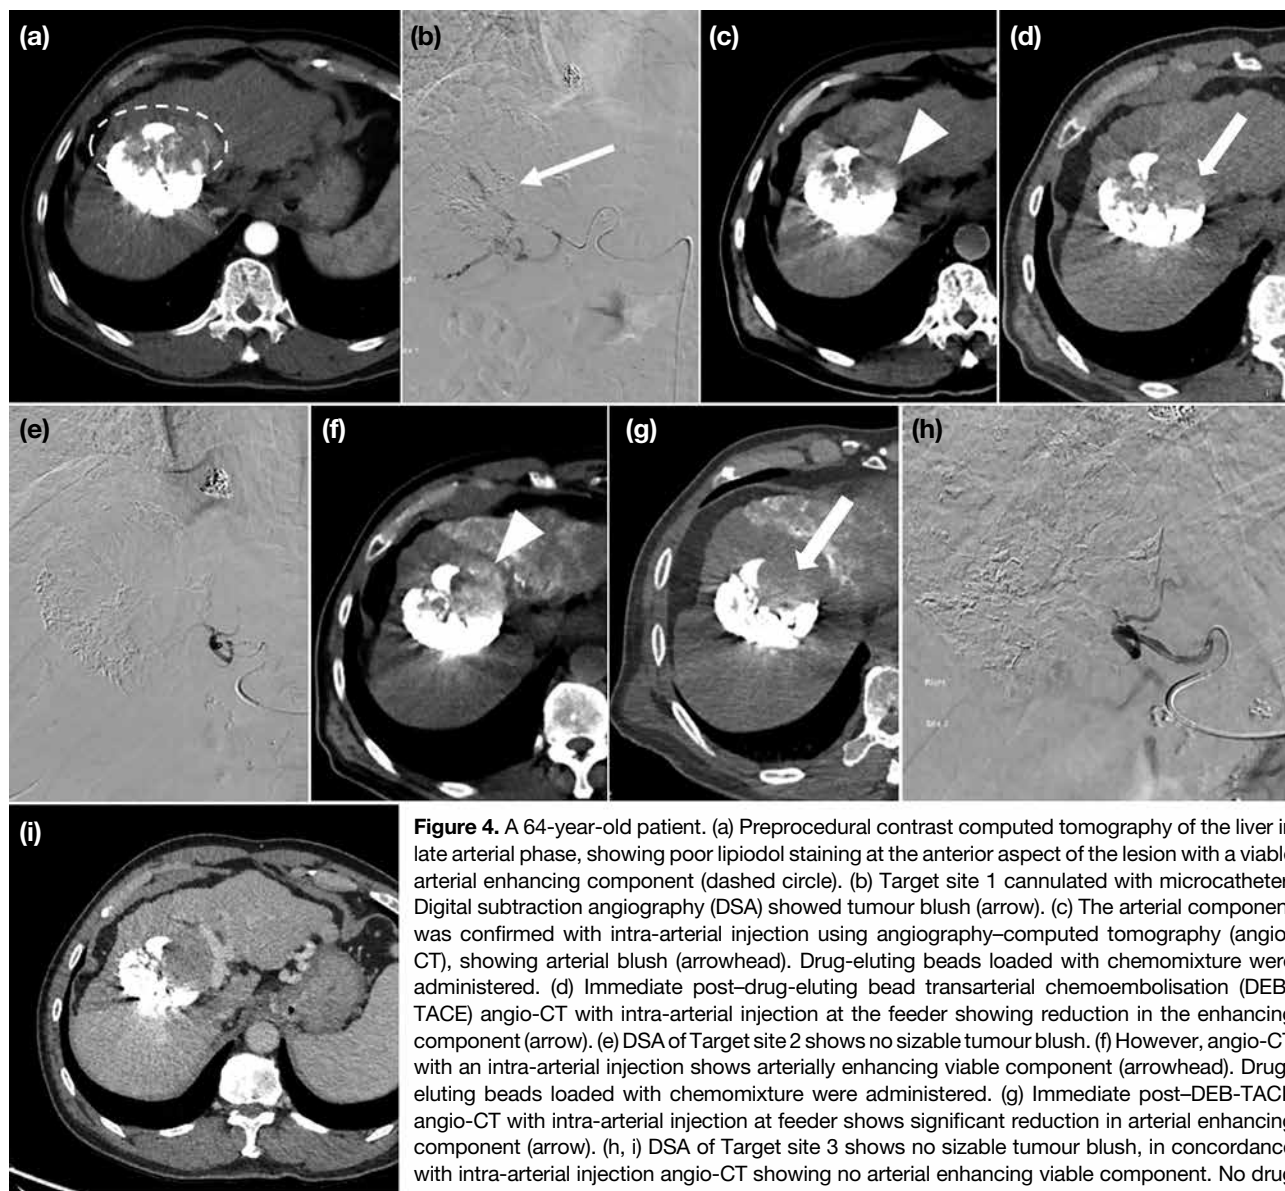 (a)
(b)
(c)
(d)
(e)
(f)
(g)
(h)
Right
(i)
Figure 4. A 64-year-old patient. (a) Preprocedural contrast computed tomography of the liver i
late arterial phase, showing poor lipiodol staining at the anterior aspect of the lesion with a viable
arterial enhancing component (dashed circle). (b) Target site 1 cannulated with microcatheter
Digital subtraction angiography (DSA) showed tumour blush (arrow). (c) The arterial component
was confirmed with intra-arterial injection using angiography–computed tomography (angio-
CT), showing arterial blush (arrowhead). Drug-eluting beads loaded with chemomixture were
administered. (d) Immediate post–drug-eluting bead transarterial chemoembolisation (DEB-
TACE) angio-CT with intra-arterial injection at the feeder showing reduction in the enhancing
component (arrow). (e) DSA of Target site 2 shows no sizable tumour blush. (f) However, angio-CT
with an intra-arterial injection shows arterially enhancing viable component (arrowhead). Drug-
eluting beads loaded with chemomixture were administered. (g) Immediate post–DEB-TACE
angio-CT with intra-arterial injection at feeder shows significant reduction in arterial enhancing
component (arrow). (h, i) DSA of Target site 3 shows no sizable tumour blush, in concordance
with intra-arterial injection angio-CT showing no arterial enhancing viable component. No drug